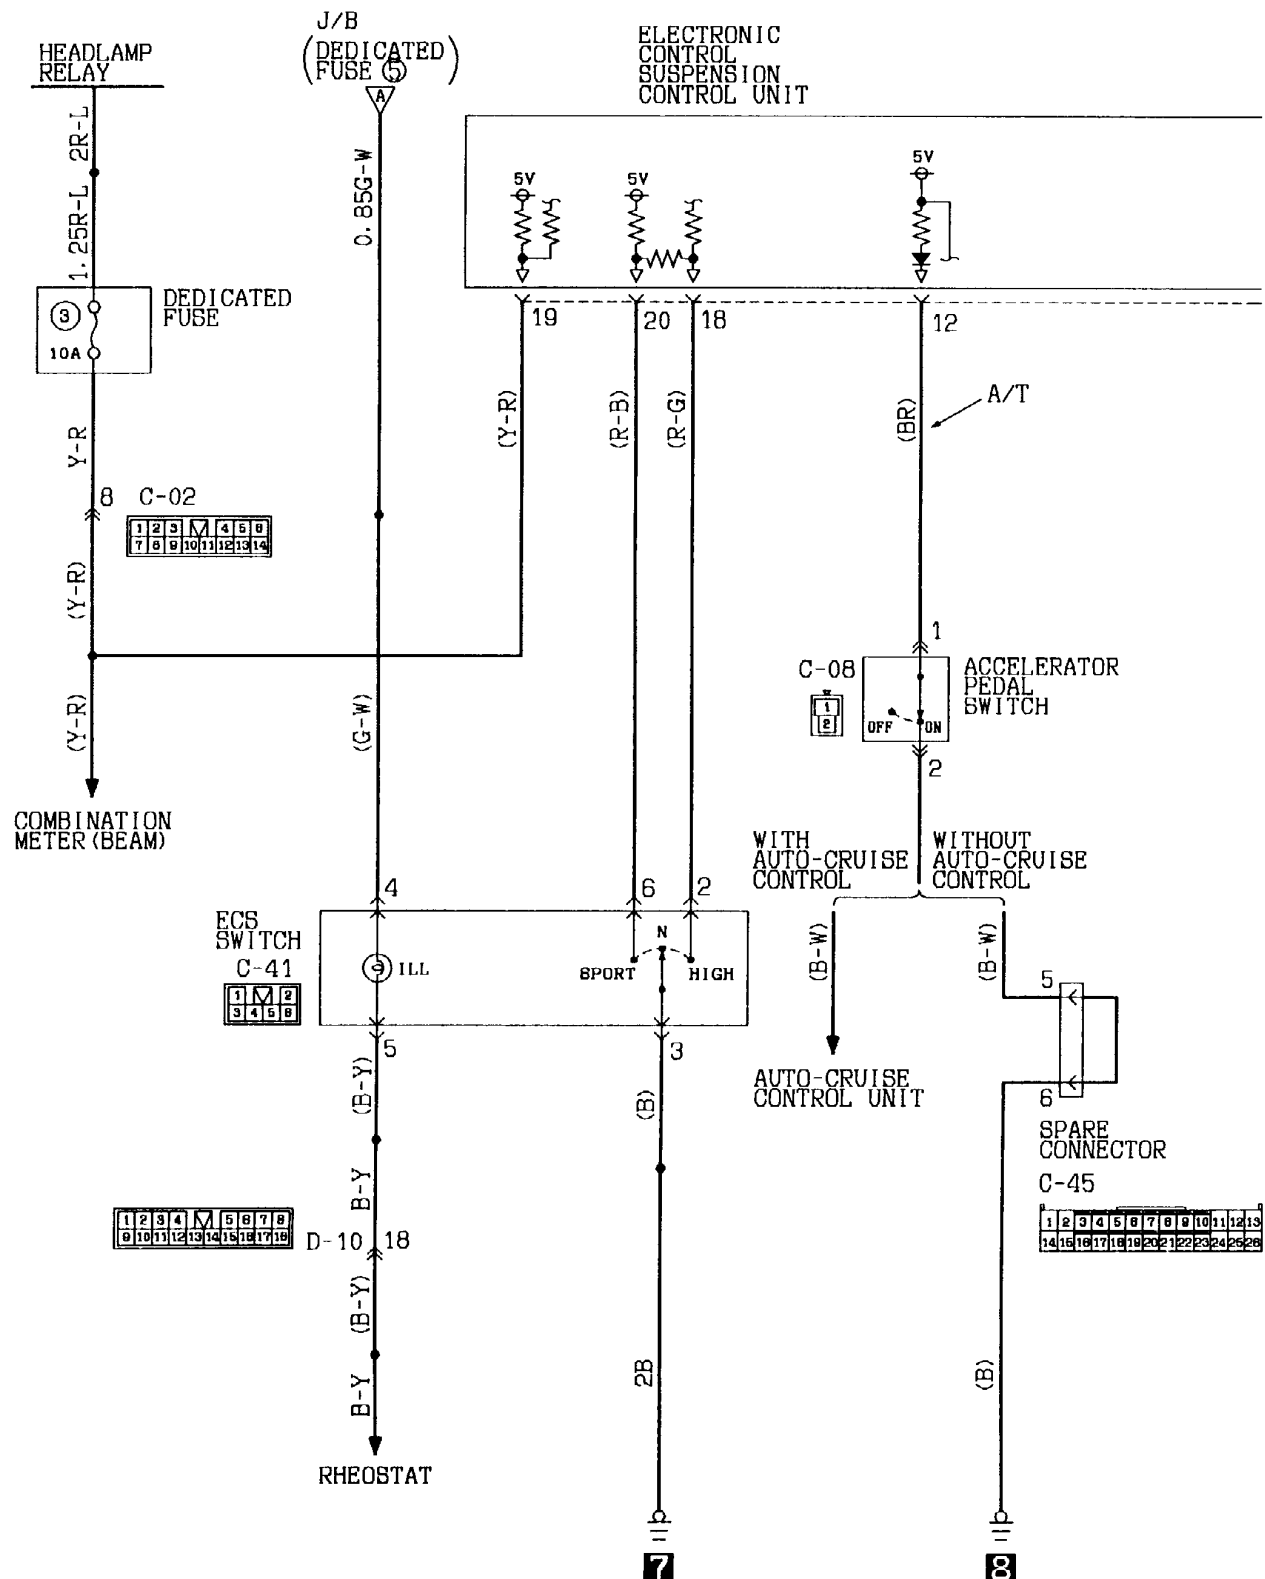 J/B
(DEDICATED FUSE ⑤)
A
HEADLAMP
RELAY
ELECTRONIC
CONTROL
SUSPENSION
CONTROL UNIT
2R-L
1.25R-L
0.85G-W
5V
5V
5V
DEDICATED
FUSE
③
10A
19
20
18
12
Y-R
(Y-R)
(R-B)
(R-G)
(BR)
A/T
8
C-02
1 2 3 4 5 6
7 8 9 10 11 12 13 14
(Y-R)
(Y-R)
(G-W)
1
C-08
1
2
ACCELERATOR
PEDAL
SWITCH
OFF
ON
2
COMBINATION
METER(BEAM)
WITH
AUTO-CRUISE
CONTROL
WITHOUT
AUTO-CRUISE
CONTROL
4
6
2
ECS
SWITCH
C-41
1 2
3 4 5 6
ILL
SPORT
N
HIGH
(B-W)
(B-W)
5
3
5
6
(B-Y)
(B)
AUTO-CRUISE
CONTROL UNIT
SPARE
CONNECTOR
C-45
1 2 3 4 5 6 7 8 9 10 11 12 13
14 15 16 17 18 19 20 21 22 23 24 25 26
B-Y
1 2 3 4 5 6 7 8
9 10 11 12 13 14 15 16 17 18
D-10
18
(B-Y)
B-Y
2B
(B)
RHEOSTAT
7
8